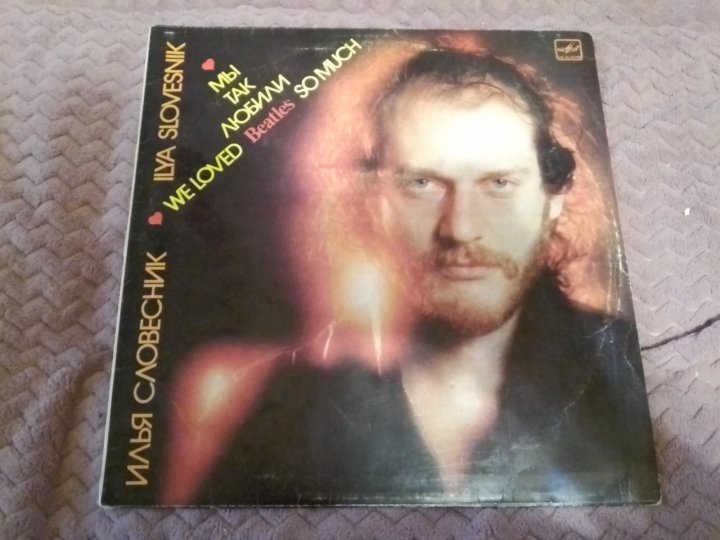 ИЛЬЯ СЛОВЕСНИК
ILYA SLOVESNIK
МЫ
ТАК
ЛЮБИЛИ
WE LOVED Beatles SO MUCH